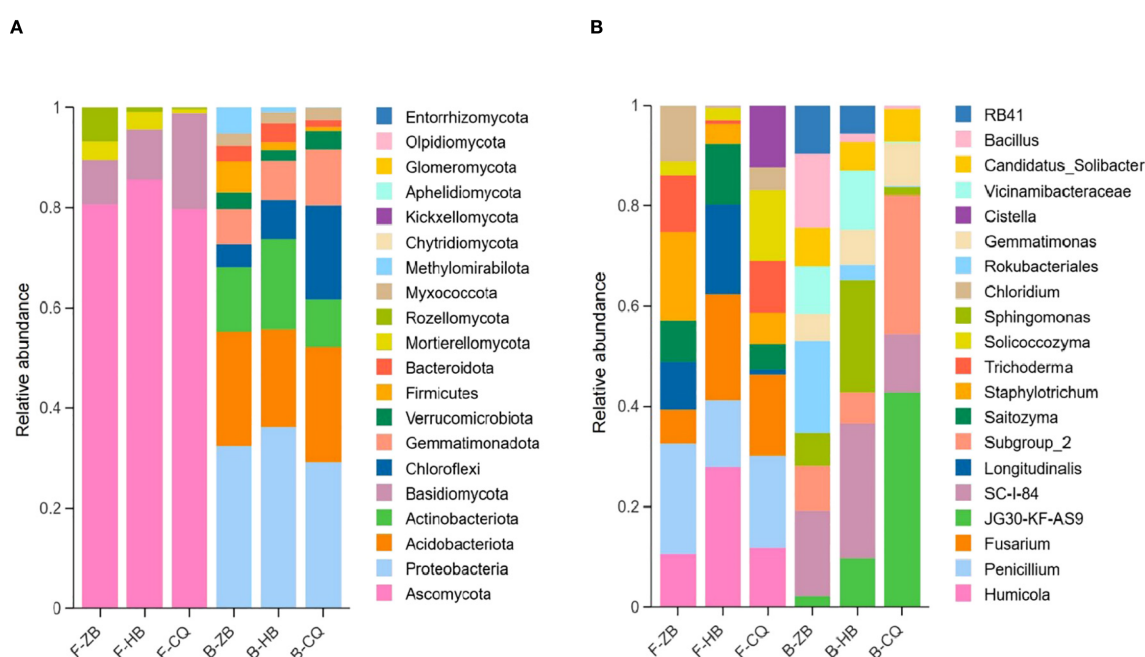 A
Relative abundance
1
0.8
0.6
0.4
0.2
0
F-ZB
F-HB
F-CQ
B-ZB
B-HB
B-CQ
Entorrhizomycota
Olpidiomycota
Glomeromycota
Aphelidiomycota
Kickxellomycota
Chytridiomycota
Methylomirabilota
Myxococcota
Rozellomycota
Mortierellomycota
Bacteroidota
Firmicutes
Verrucomicrobiota
Gemmatimonadota
Chloroflexi
Basidiomycota
Actinobacteriota
Acidobacteriota
Proteobacteria
Ascomycota
B
Relative abundance
1
0.8
0.6
0.4
0.2
0
F-ZB
F-HB
F-CQ
B-ZB
B-HB
B-CQ
RB41
Bacillus
Candidatus_Solibacter
Vicinamibacteraceae
Cistella
Gemmatimonas
Rokubacteriales
Chloridium
Sphingomonas
Solicoccozyma
Trichoderma
Staphylotrichum
Saitozyma
Subgroup_2
Longitudinalis
SC-I-84
JG30-KF-AS9
Fusarium
Penicillium
Humicola